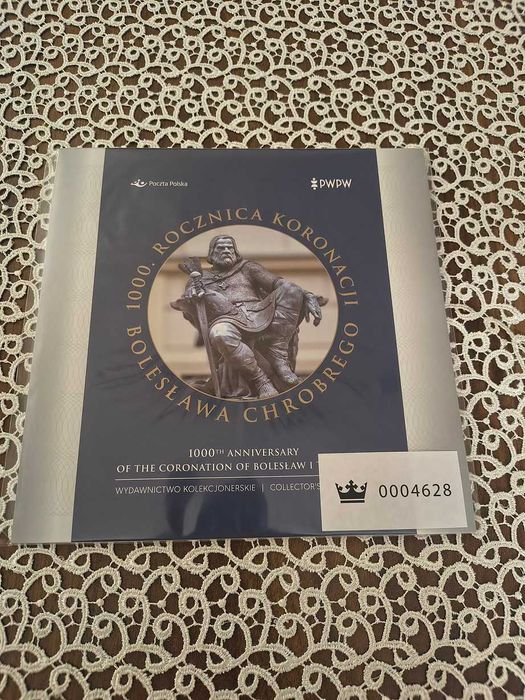 Poczta Polska
PWPW
1000. ROCZNICA KORONACJI
BOLESŁAWA CHROBREGO
1000TH ANNIVERSARY
OF THE CORONATION OF BOLESŁAW I
WYDAWNICTWO KOLEKCJONERSKIE | COLLECTOR'S
0004628